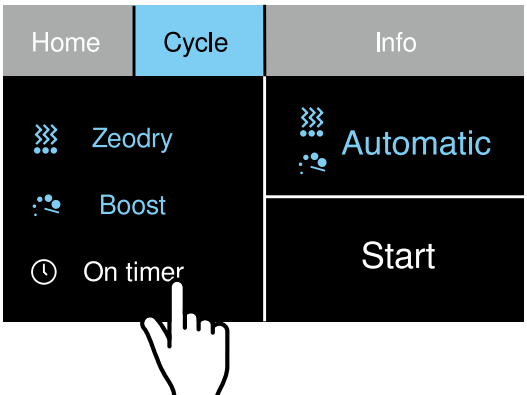 Home
Cycle
Info
Zeodry
Boost
On timer
Automatic
Start